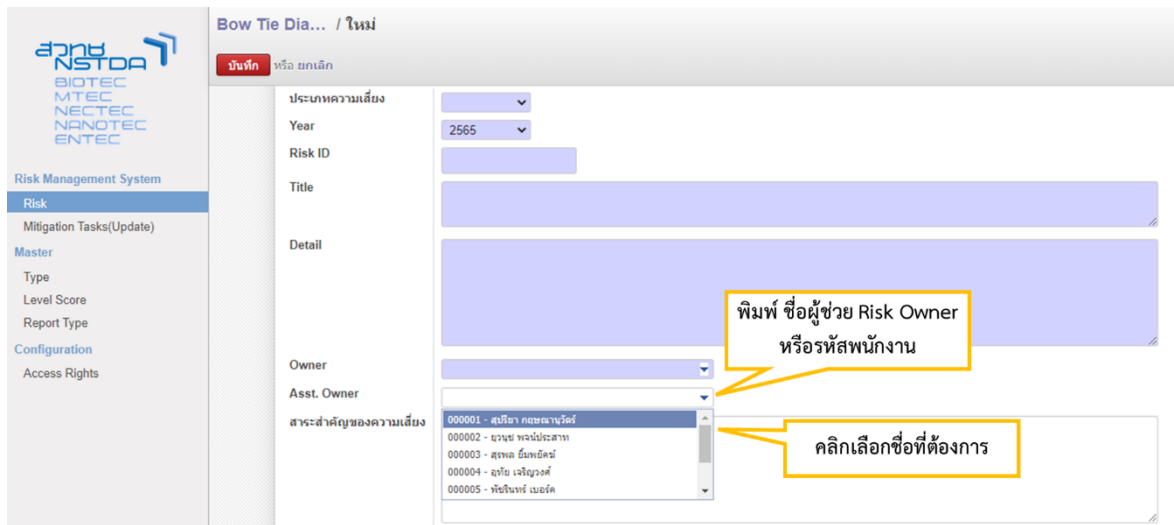 Bow Tie Dia... / ใหม่
สวทช
NSTDA
BIOTEC
MTEC
NECTEC
NANOTEC
ENTEC
บันทึก หรือ ยกเลิก
Risk Management System
Risk
Mitigation Tasks(Update)
Master
Type
Level Score
Report Type
Configuration
Access Rights
ประเภทความเสี่ยง
Year
2565
Risk ID
Title
Detail
พิมพ์ ชื่อผู้ช่วย Risk Owner
หรือรหัสพนักงาน
Owner
Asst. Owner
สาระสำคัญของความเสี่ยง
000001 - สุปรียา กฤษณานุวัตร์
000002 - ยุวนุช พจน์ประสาท
000003 - สุรพล ยิ้มพยัคฆ์
000004 - อุทัย เจริญวงศ์
000005 - พัชรินทร์ เบอร์ค
คลิกเลือกชื่อที่ต้องการ